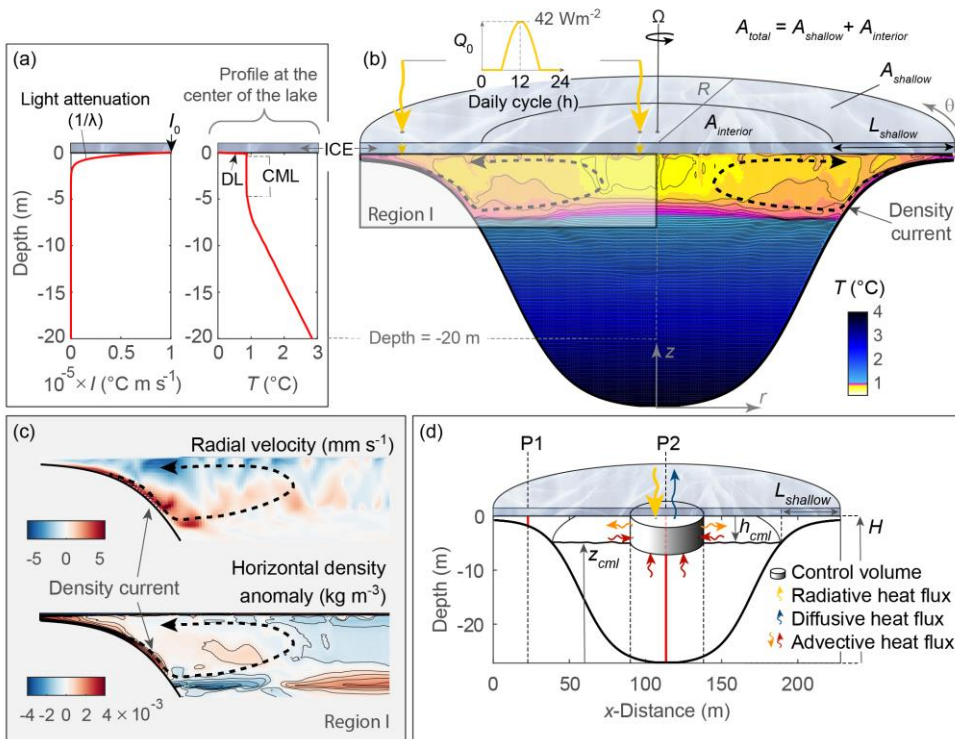 (a)
Light attenuation
(1/λ)
I₀
Profile at the
center of the lake
ICE
DL
CML
Depth (m)
0
-5
-10
-15
-20
0 0.5 1
10⁻⁵× I (°C m s⁻¹)
0
-5
-10
-15
-20
0 1 2 3
T (°C)
(b)
42 Wm⁻²
Q₀
0 12 24
Daily cycle (h)
Ω
A_total = A_shallow + A_interior
A_shallow
R
θ
A_interior
L_shallow
Region I
Density
current
Depth = -20 m
z
r
T (°C)
4
3
2
1
(c)
Radial velocity (mm s⁻¹)
-5 0 5
Density current
Horizontal density
anomaly (kg m⁻³)
-4 -2 0 2 4 × 10⁻³
Region I
(d)
P1
P2
L_shallow
H
h_cml
z_cml
Control volume
Radiative heat flux
Diffusive heat flux
Advective heat flux
Depth (m)
0
-10
-20
0 50 100 150 200
x-Distance (m)